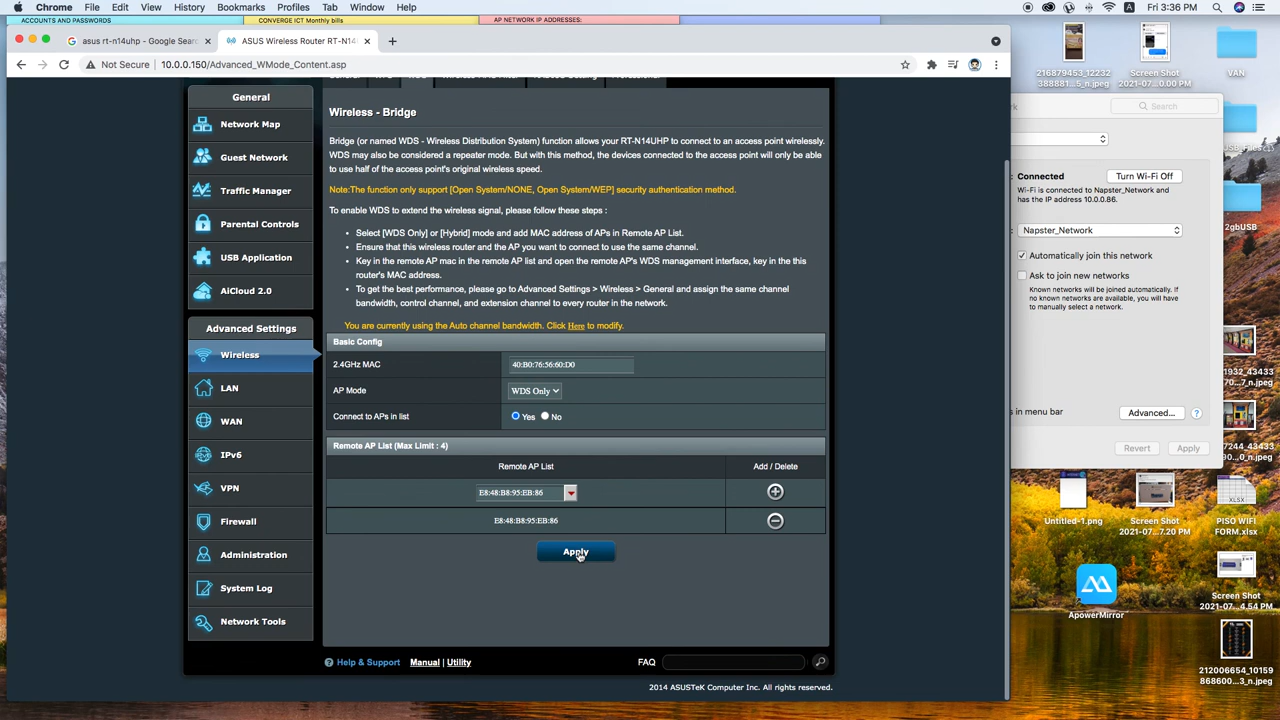 Chrome File Edit View History Bookmarks Profiles Tab Window Help
Fri 3:36 PM
ACCOUNTS AND PASSWORDS
CONVERGE ICT Monthly bills
AP NETWORK IP ADDRESSES:
asus rt-n14uhp - Google Sear
ASUS Wireless Router RT-N14
Not Secure | 10.0.0.150/Advanced_WMode_Content.asp
General
Network Map
Guest Network
Traffic Manager
Parental Controls
USB Application
AiCloud 2.0
Advanced Settings
Wireless
LAN
WAN
IPv6
VPN
Firewall
Administration
System Log
Network Tools
Wireless - Bridge
Bridge (or named WDS - Wireless Distribution System) function allows your RT-N14UHP to connect to an access point wirelessly.
WDS may also be considered a repeater mode. But with this method, the devices connected to the access point will only be able
to use half of the access point's original wireless speed.
Note:The function only support [Open System/NONE, Open System/WEP] security authentication method.
To enable WDS to extend the wireless signal, please follow these steps :
• Select [WDS Only] or [Hybrid] mode and add MAC address of APs in Remote AP List.
• Ensure that this wireless router and the AP you want to connect to use the same channel.
• Key in the remote AP mac in the remote AP list and open the remote AP's WDS management interface, key in the this
router's MAC address.
• To get the best performance, please go to Advanced Settings > Wireless > General and assign the same channel
bandwidth, control channel, and extension channel to every router in the network.
You are currently using the Auto channel bandwidth. Click Here to modify.
Basic Config
2.4GHz MAC 40:B0:76:56:60:D0
AP Mode WDS Only
Connect to APs in list Yes No
Remote AP List (Max Limit : 4)
Remote AP List Add / Delete
E8:48:B8:95:EB:86
E8:48:B8:95:EB:86
Apply
Help & Support Manual | Utility FAQ
2014 ASUSTeK Computer Inc. All rights reserved.
Search
Connected Turn Wi-Fi Off
Wi-Fi is connected to Napster_Network and
has the IP address 10.0.0.86.
Napster_Network
Automatically join this network
Ask to join new networks
Known networks will be joined automatically. If
no known networks are available, you will have
to manually select a network.
s in menu bar Advanced... ?
Revert Apply
216879453_12232
388881...5_n.jpeg
Screen Shot
2021-07...0.00 PM
VAN
2gbUSB
Untitled-1.png
Screen Shot
2021-07...7.20 PM
PISO WIFI
FORM.xlsx
ApowerMirror
Screen Shot
2021-07...4.54 PM
212006654_10159
868600...3_n.jpeg